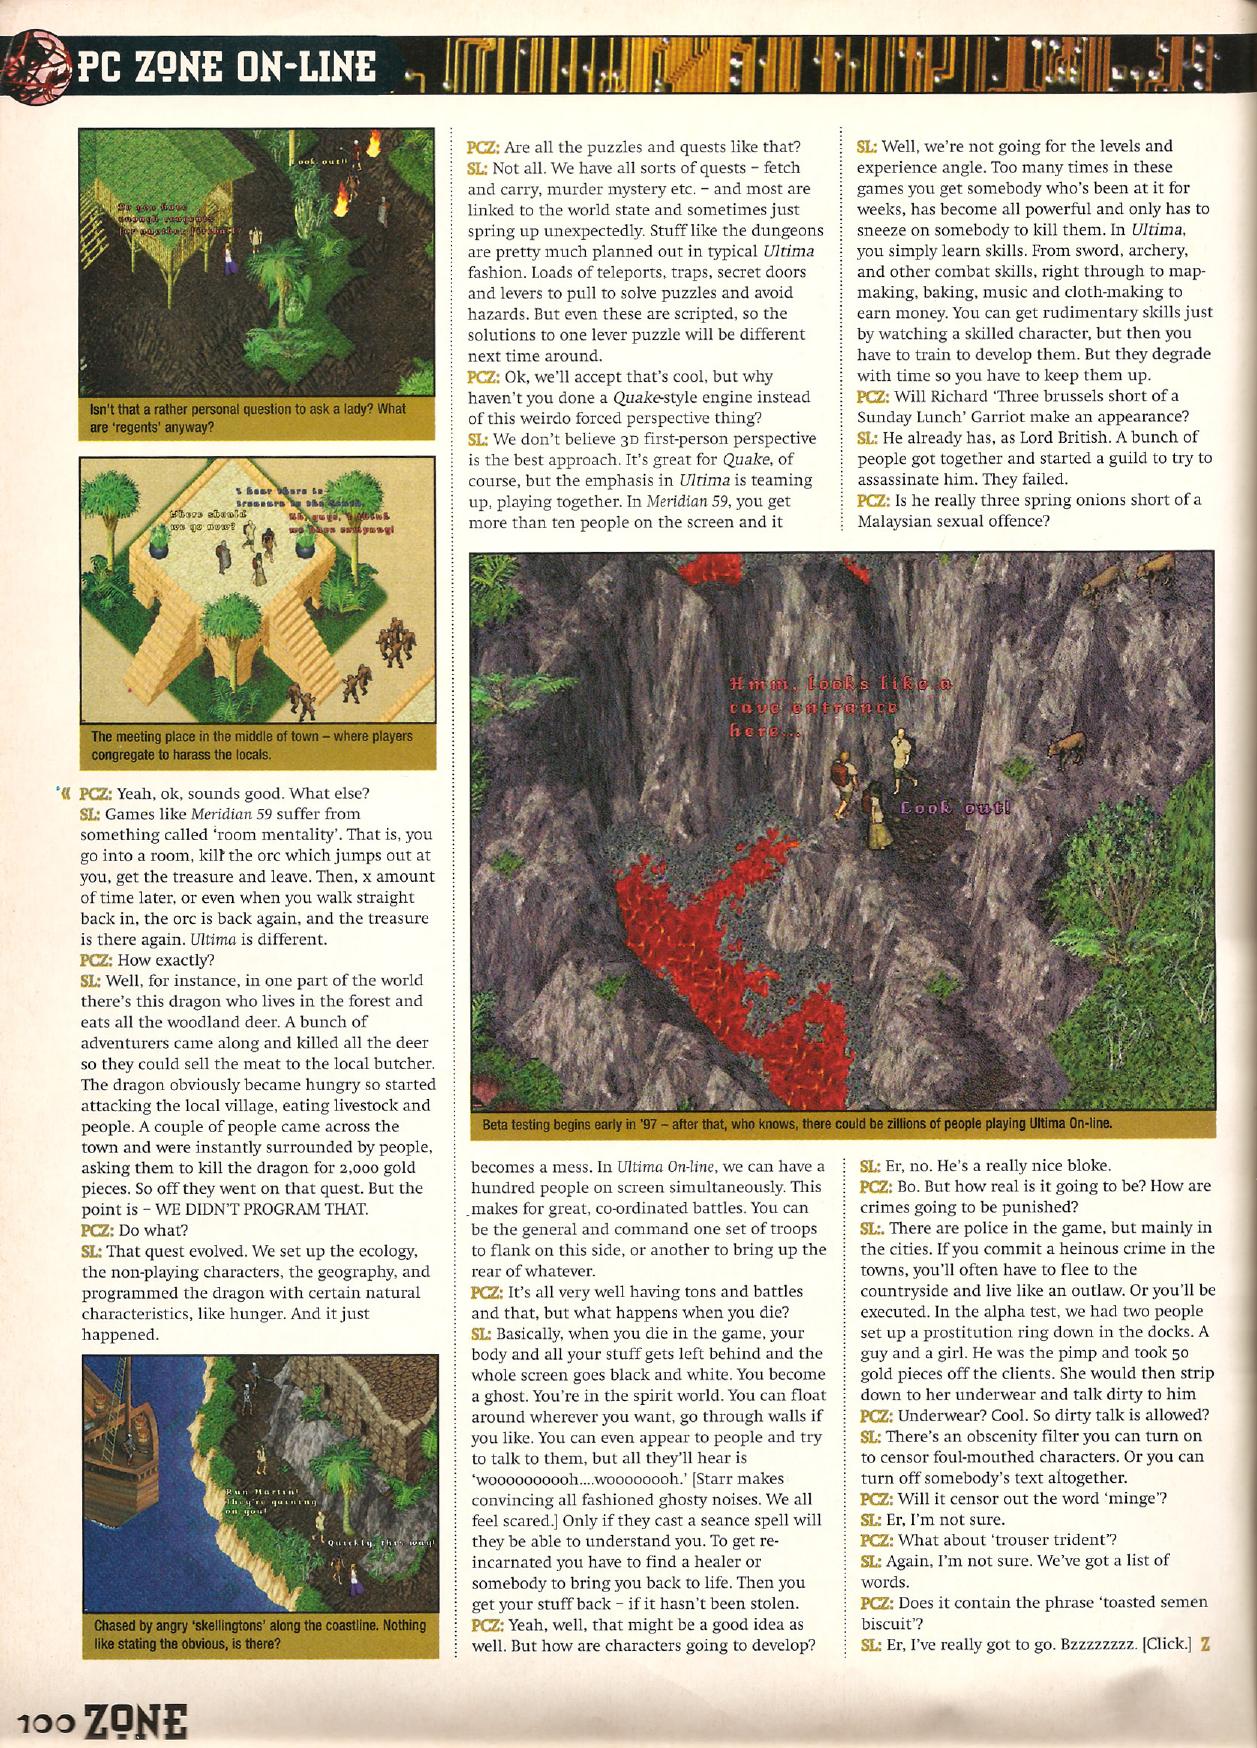 PC ZONE ON-LINE
Look out!!
So you have
enough reagents
for another fireball?
Isn't that a rather personal question to ask a lady? What
are 'regents' anyway?
I hear there is
treasure to the South.
Where should
we go now?
Uh, guys, I think
we have company!
The meeting place in the middle of town – where players
congregate to harass the locals.
« PCZ: Yeah, ok, sounds good. What else?
SL: Games like Meridian 59 suffer from
something called 'room mentality'. That is, you
go into a room, kill the orc which jumps out at
you, get the treasure and leave. Then, x amount
of time later, or even when you walk straight
back in, the orc is back again, and the treasure
is there again. Ultima is different.
PCZ: How exactly?
SL: Well, for instance, in one part of the world
there's this dragon who lives in the forest and
eats all the woodland deer. A bunch of
adventurers came along and killed all the deer
so they could sell the meat to the local butcher.
The dragon obviously became hungry so started
attacking the local village, eating livestock and
people. A couple of people came across the
town and were instantly surrounded by people,
asking them to kill the dragon for 2,000 gold
pieces. So off they went on that quest. But the
point is – WE DIDN'T PROGRAM THAT.
PCZ: Do what?
SL: That quest evolved. We set up the ecology,
the non-playing characters, the geography, and
programmed the dragon with certain natural
characteristics, like hunger. And it just
happened.
Run Martin!
They're gaining
on you!
Quickly, this way!
Chased by angry 'skellingtons' along the coastline. Nothing
like stating the obvious, is there?
PCZ: Are all the puzzles and quests like that?
SL: Not all. We have all sorts of quests – fetch
and carry, murder mystery etc. – and most are
linked to the world state and sometimes just
spring up unexpectedly. Stuff like the dungeons
are pretty much planned out in typical Ultima
fashion. Loads of teleports, traps, secret doors
and levers to pull to solve puzzles and avoid
hazards. But even these are scripted, so the
solutions to one lever puzzle will be different
next time around.
PCZ: Ok, we'll accept that's cool, but why
haven't you done a Quake-style engine instead
of this weirdo forced perspective thing?
SL: We don't believe 3D first-person perspective
is the best approach. It's great for Quake, of
course, but the emphasis in Ultima is teaming
up, playing together. In Meridian 59, you get
more than ten people on the screen and it
SL: Well, we're not going for the levels and
experience angle. Too many times in these
games you get somebody who's been at it for
weeks, has become all powerful and only has to
sneeze on somebody to kill them. In Ultima,
you simply learn skills. From sword, archery,
and other combat skills, right through to map-
making, baking, music and cloth-making to
earn money. You can get rudimentary skills just
by watching a skilled character, but then you
have to train to develop them. But they degrade
with time so you have to keep them up.
PCZ: Will Richard 'Three brussels short of a
Sunday Lunch' Garriot make an appearance?
SL: He already has, as Lord British. A bunch of
people got together and started a guild to try to
assassinate him. They failed.
PCZ: Is he really three spring onions short of a
Malaysian sexual offence?
Hmm, looks like a
cave entrance
here...
Look out!
Beta testing begins early in '97 – after that, who knows, there could be zillions of people playing Ultima On-line.
becomes a mess. In Ultima On-line, we can have a
hundred people on screen simultaneously. This
makes for great, co-ordinated battles. You can
be the general and command one set of troops
to flank on this side, or another to bring up the
rear of whatever.
PCZ: It's all very well having tons and battles
and that, but what happens when you die?
SL: Basically, when you die in the game, your
body and all your stuff gets left behind and the
whole screen goes black and white. You become
a ghost. You're in the spirit world. You can float
around wherever you want, go through walls if
you like. You can even appear to people and try
to talk to them, but all they'll hear is
'woooooooooh....woooooooh.' [Starr makes
convincing all fashioned ghosty noises. We all
feel scared.] Only if they cast a seance spell will
they be able to understand you. To get re-
incarnated you have to find a healer or
somebody to bring you back to life. Then you
get your stuff back – if it hasn't been stolen.
PCZ: Yeah, well, that might be a good idea as
well. But how are characters going to develop?
SL: Er, no. He's a really nice bloke.
PCZ: Bo. But how real is it going to be? How are
crimes going to be punished?
SL:. There are police in the game, but mainly in
the cities. If you commit a heinous crime in the
towns, you'll often have to flee to the
countryside and live like an outlaw. Or you'll be
executed. In the alpha test, we had two people
set up a prostitution ring down in the docks. A
guy and a girl. He was the pimp and took 50
gold pieces off the clients. She would then strip
down to her underwear and talk dirty to him
PCZ: Underwear? Cool. So dirty talk is allowed?
SL: There's an obscenity filter you can turn on
to censor foul-mouthed characters. Or you can
turn off somebody's text altogether.
PCZ: Will it censor out the word 'minge'?
SL: Er, I'm not sure.
PCZ: What about 'trouser trident'?
SL: Again, I'm not sure. We've got a list of
words.
PCZ: Does it contain the phrase 'toasted semen
biscuit'?
SL: Er, I've really got to go. Bzzzzzzzz. [Click.] Z
100 ZONE